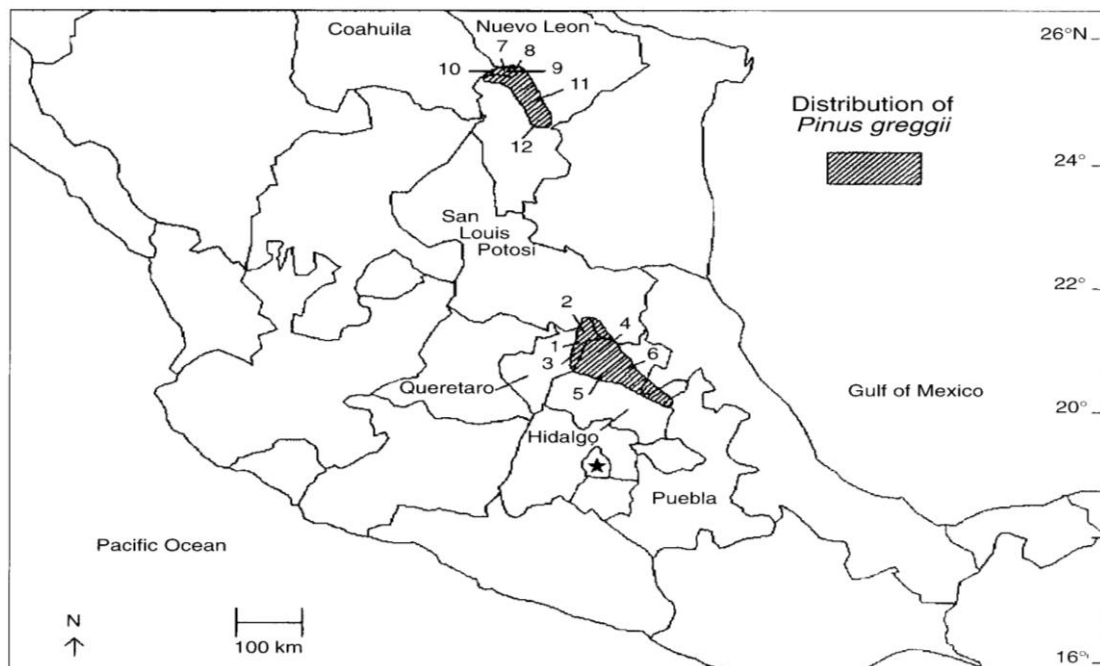 Coahuila
Nuevo Leon
26°N
7
8
10
9
11
Distribution of
Pinus greggii
12
24°
San
Louis
Potosi
22°
2
4
1
3
6
Queretaro
5
Gulf of Mexico
20°
Hidalgo
Puebla
Pacific Ocean
N
100 km
16°